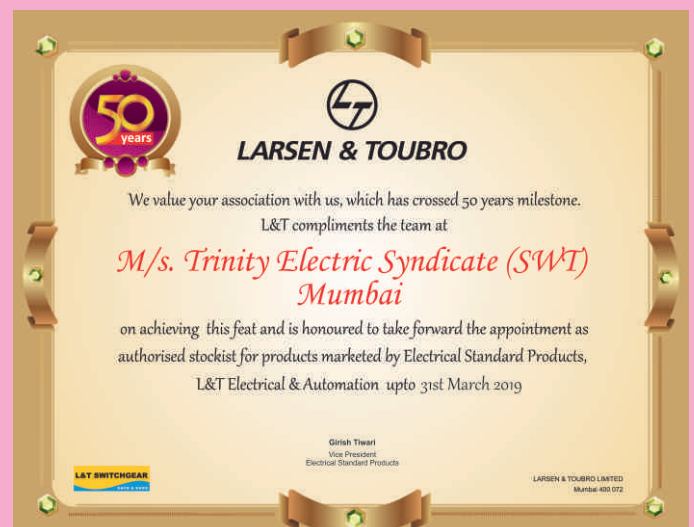 50
years
LARSEN & TOUBRO
We value your association with us, which has crossed 50 years milestone.
L&T compliments the team at
M/s. Trinity Electric Syndicate (SWT)
Mumbai
on achieving this feat and is honoured to take forward the appointment as
authorised stockist for products marketed by Electrical Standard Products,
L&T Electrical & Automation upto 31st March 2019
Girish Tiwari
Vice President
Electrical Standard Products
L&T SWITCHGEAR
SAFE & SURE
LARSEN & TOUBRO LIMITED
Mumbai 400 072